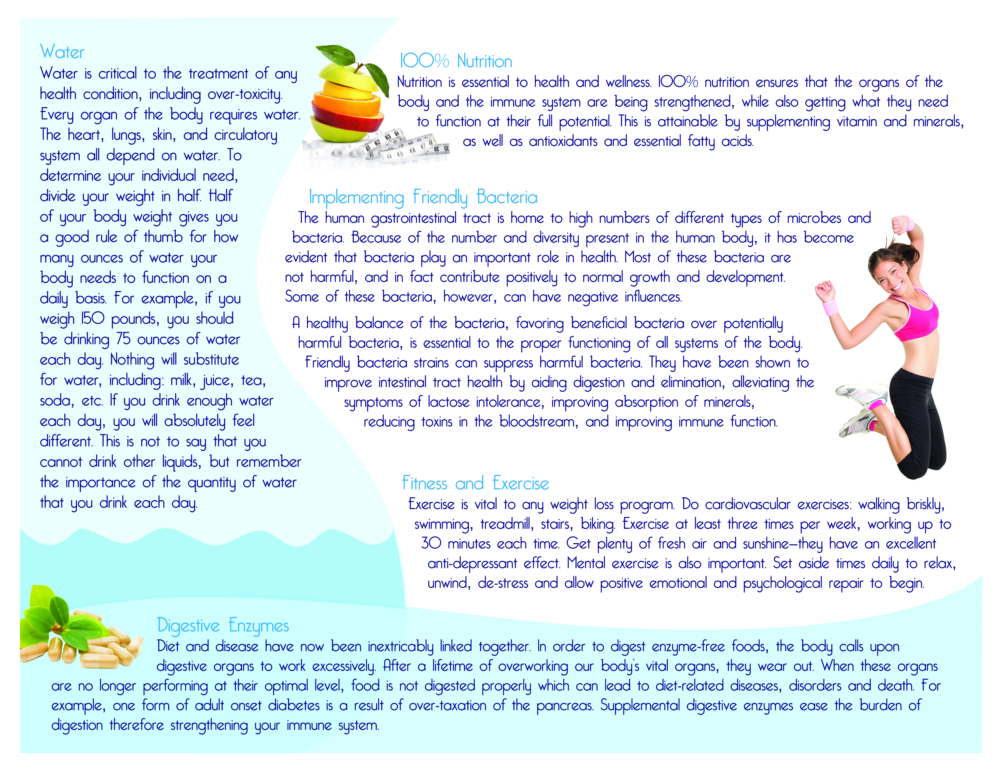 Water
Water is critical to the treatment of any
health condition, including over-toxicity.
Every organ of the body requires water.
The heart, lungs, skin, and circulatory
system all depend on water. To
determine your individual need,
divide your weight in half. Half
of your body weight gives you
a good rule of thumb for how
many ounces of water your
body needs to function on a
daily basis. For example, if you
weigh 150 pounds, you should
be drinking 75 ounces of water
each day. Nothing will substitute
for water, including: milk, juice, tea,
soda, etc. If you drink enough water
each day, you will absolutely feel
different. This is not to say that you
cannot drink other liquids, but remember
the importance of the quantity of water
that you drink each day.
100% Nutrition
Nutrition is essential to health and wellness. 100% nutrition ensures that the organs of the
body and the immune system are being strengthened, while also getting what they need
to function at their full potential. This is attainable by supplementing vitamin and minerals,
as well as antioxidants and essential fatty acids.
Implementing Friendly Bacteria
The human gastrointestinal tract is home to high numbers of different types of microbes and
bacteria. Because of the number and diversity present in the human body, it has become
evident that bacteria play an important role in health. Most of these bacteria are
not harmful, and in fact contribute positively to normal growth and development.
Some of these bacteria, however, can have negative influences.
A healthy balance of the bacteria, favoring beneficial bacteria over potentially
harmful bacteria, is essential to the proper functioning of all systems of the body.
Friendly bacteria strains can suppress harmful bacteria. They have been shown to
improve intestinal tract health by aiding digestion and elimination, alleviating the
symptoms of lactose intolerance, improving absorption of minerals,
reducing toxins in the bloodstream, and improving immune function.
Fitness and Exercise
Exercise is vital to any weight loss program. Do cardiovascular exercises: walking briskly,
swimming, treadmill, stairs, biking. Exercise at least three times per week, working up to
30 minutes each time. Get plenty of fresh air and sunshine—they have an excellent
anti-depressant effect. Mental exercise is also important. Set aside times daily to relax,
unwind, de-stress and allow positive emotional and psychological repair to begin.
Digestive Enzymes
Diet and disease have now been inextricably linked together. In order to digest enzyme-free foods, the body calls upon
digestive organs to work excessively. After a lifetime of overworking our body's vital organs, they wear out. When these organs
are no longer performing at their optimal level, food is not digested properly which can lead to diet-related diseases, disorders and death. For
example, one form of adult onset diabetes is a result of over-taxation of the pancreas. Supplemental digestive enzymes ease the burden of
digestion therefore strengthening your immune system.